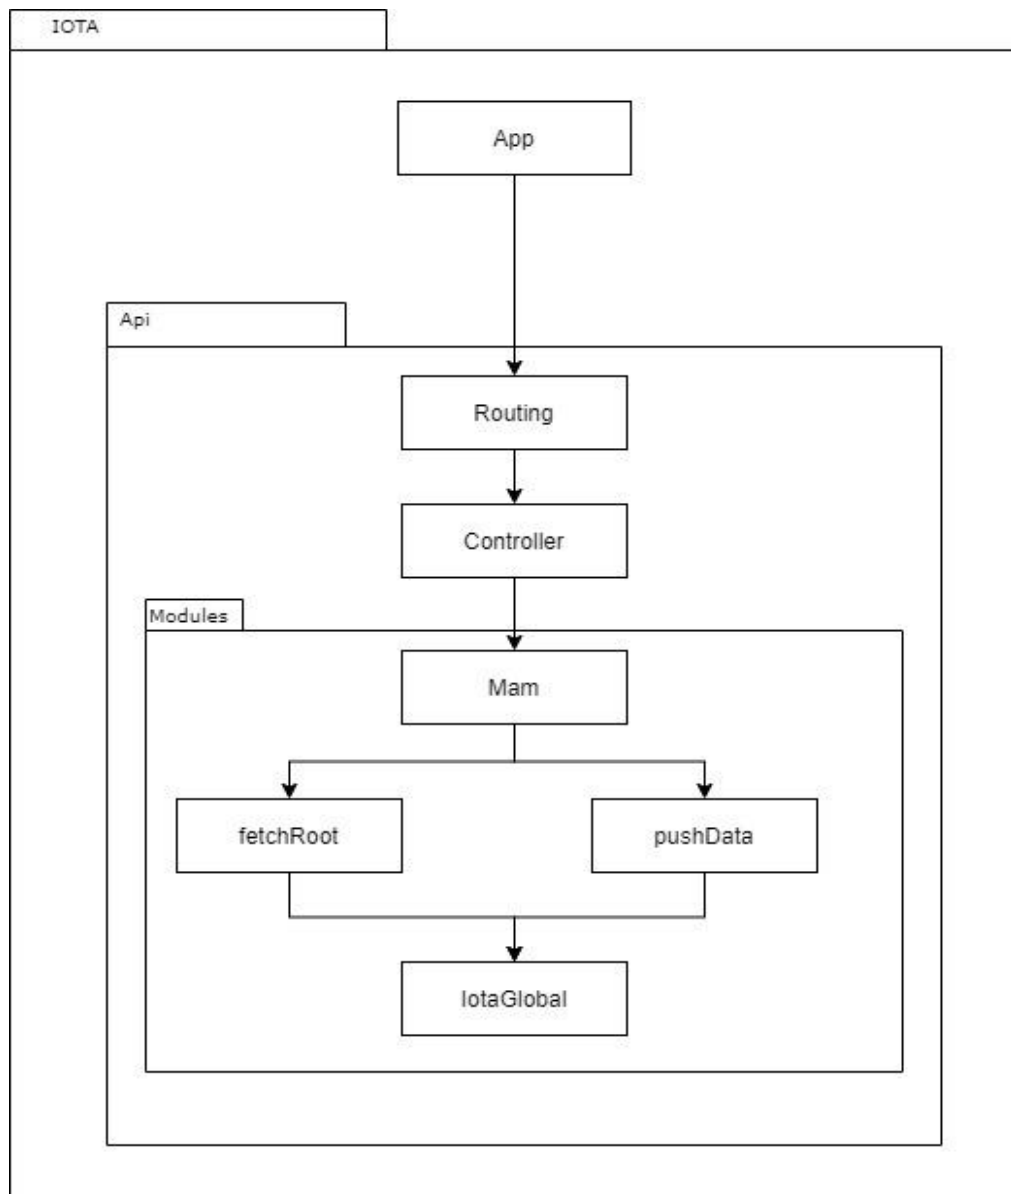 IOTA
App
Api
Routing
Controller
Modules
Mam
fetchRoot
pushData
IotaGlobal